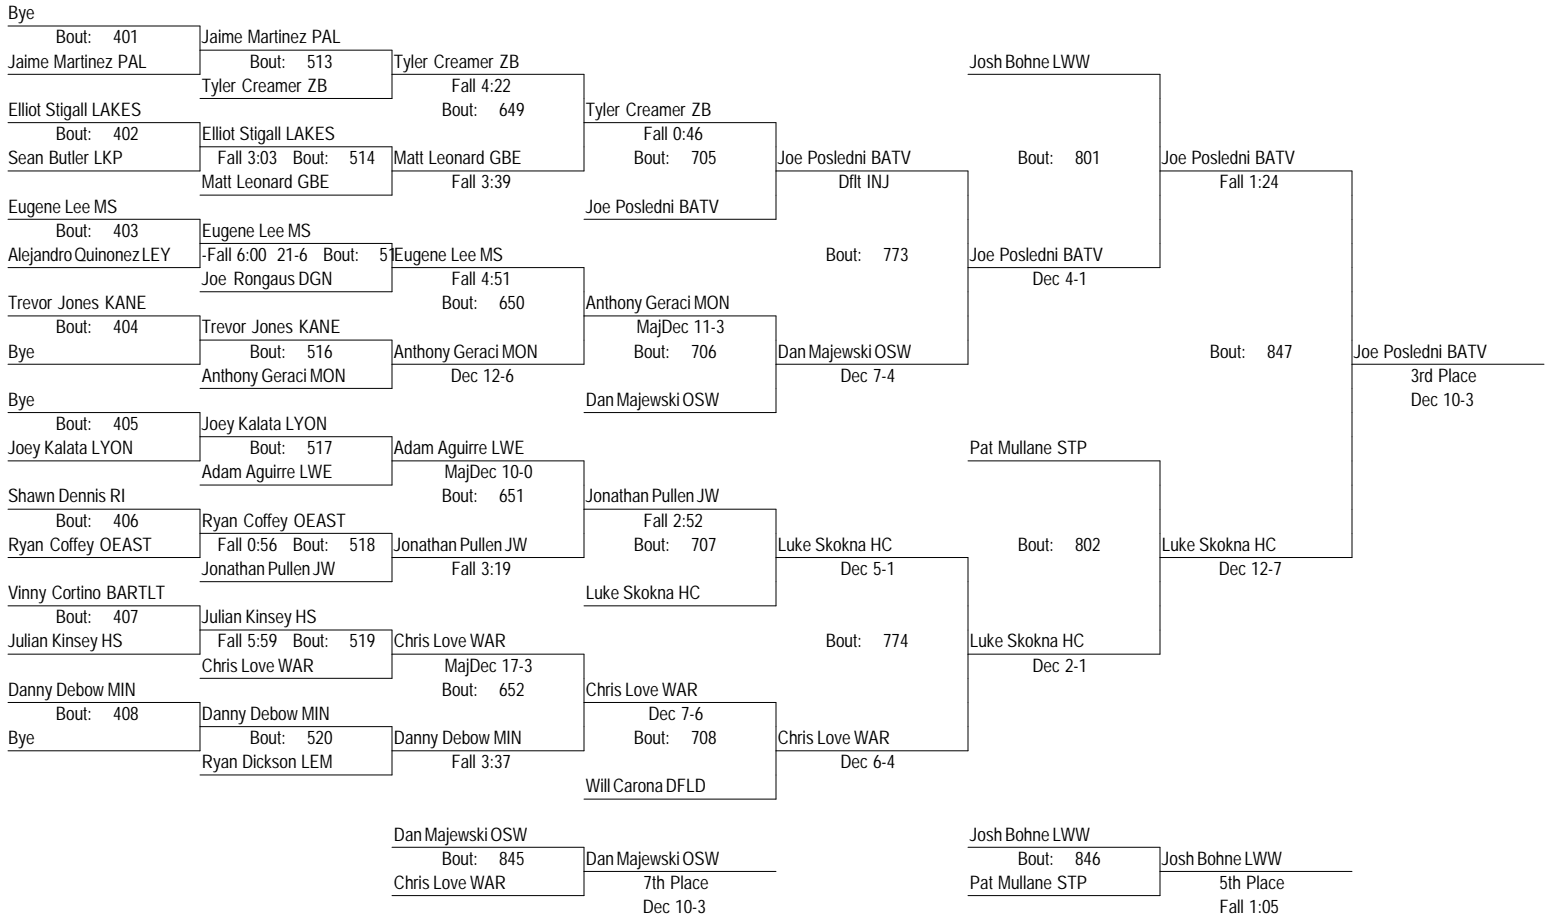 Bye
Bout: 401
Jaime Martinez PAL
Jaime Martinez PAL
Bout: 513
Tyler Creamer ZB
Tyler Creamer ZB
Fall 4:22
Bout: 649
Elliot Stigall LAKES
Bout: 402
Sean Butler LKP
Elliot Stigall LAKES
Fall 3:03 Bout: 514
Matt Leonard GBE
Matt Leonard GBE
Fall 3:39
Tyler Creamer ZB
Fall 0:46
Bout: 705
Joe Posledni BATV
Joe Posledni BATV
Dflt INJ
Eugene Lee MS
Bout: 403
Alejandro Quinonez LEY
Eugene Lee MS
-Fall 6:00 21-6 Bout: 51
Joe Rongaus DGN
Eugene Lee MS
Fall 4:51
Bout: 650
Trevor Jones KANE
Bout: 404
Bye
Trevor Jones KANE
Bout: 516
Anthony Geraci MON
Anthony Geraci MON
Dec 12-6
Anthony Geraci MON
MajDec 11-3
Bout: 706
Dan Majewski OSW
Dan Majewski OSW
Dec 7-4
Bout: 773
Josh Bohne LWW
Bout: 801
Joe Posledni BATV
Dec 4-1
Joe Posledni BATV
Fall 1:24
Bye
Bout: 405
Joey Kalata LYON
Joey Kalata LYON
Bout: 517
Adam Aguirre LWE
Adam Aguirre LWE
MajDec 10-0
Bout: 651
Shawn Dennis RI
Bout: 406
Ryan Coffey OEAST
Ryan Coffey OEAST
Fall 0:56 Bout: 518
Jonathan Pullen JW
Jonathan Pullen JW
Fall 3:19
Jonathan Pullen JW
Fall 2:52
Bout: 707
Luke Skokna HC
Luke Skokna HC
Dec 5-1
Vinny Cortino BARTLT
Bout: 407
Julian Kinsey HS
Julian Kinsey HS
Fall 5:59 Bout: 519
Chris Love WAR
Chris Love WAR
MajDec 17-3
Bout: 652
Danny Debow MIN
Bout: 408
Bye
Danny Debow MIN
Bout: 520
Ryan Dickson LEM
Danny Debow MIN
Fall 3:37
Chris Love WAR
Dec 7-6
Bout: 708
Will Carona DFLD
Chris Love WAR
Dec 6-4
Bout: 774
Pat Mullane STP
Bout: 802
Luke Skokna HC
Dec 2-1
Luke Skokna HC
Dec 12-7
Bout: 847
Joe Posledni BATV
3rd Place
Dec 10-3
Dan Majewski OSW
Bout: 845
Chris Love WAR
Dan Majewski OSW
7th Place
Dec 10-3
Josh Bohne LWW
Bout: 846
Pat Mullane STP
Josh Bohne LWW
5th Place
Fall 1:05